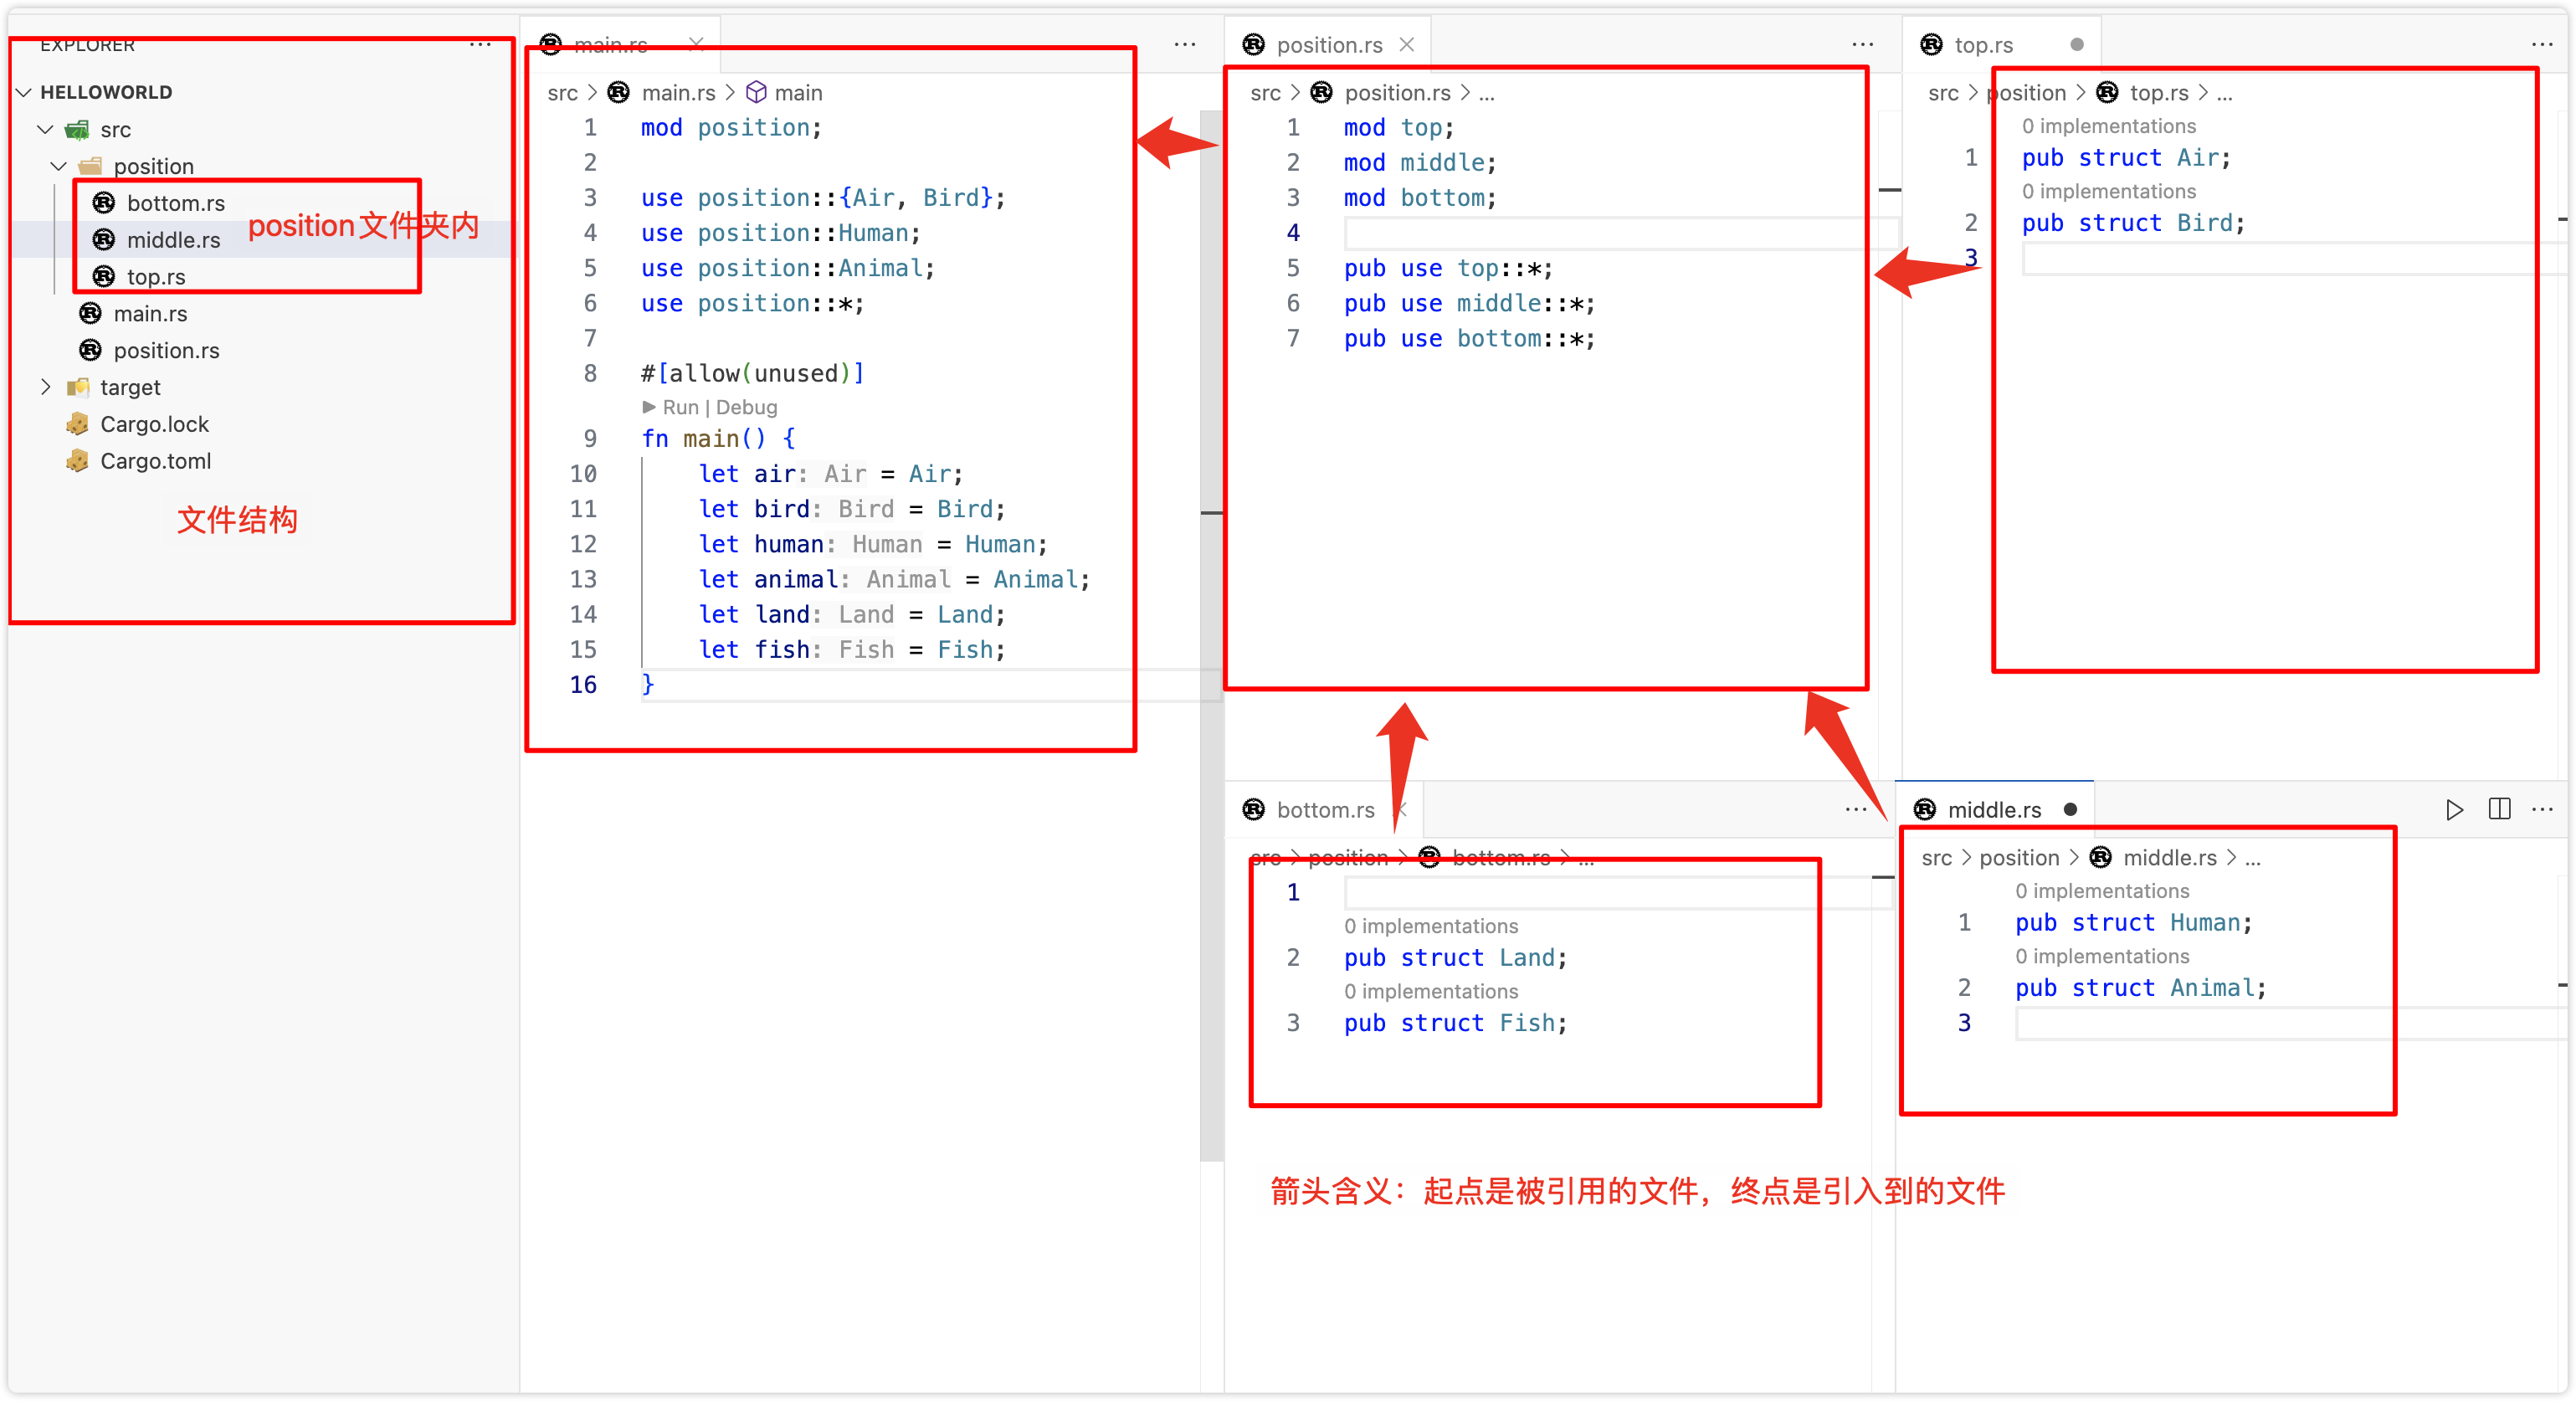 EXPLORER
HELLOWORLD
src
position
bottom.rs
middle.rs
top.rs
position文件夹内
main.rs
position.rs
target
Cargo.lock
Cargo.toml
文件结构
main.rs
src > main.rs > main
1 mod position;
2
3 use position::{Air, Bird};
4 use position::Human;
5 use position::Animal;
6 use position::*;
7
8 #[allow(unused)]
Run | Debug
9 fn main() {
10 let air: Air = Air;
11 let bird: Bird = Bird;
12 let human: Human = Human;
13 let animal: Animal = Animal;
14 let land: Land = Land;
15 let fish: Fish = Fish;
16 }
position.rs
src > position.rs > ...
1 mod top;
2 mod middle;
3 mod bottom;
4
5 pub use top::*;
6 pub use middle::*;
7 pub use bottom::*;
top.rs
src > position > top.rs > ...
0 implementations
1 pub struct Air;
0 implementations
2 pub struct Bird;
3
bottom.rs
src > position > bottom.rs > ...
1
0 implementations
2 pub struct Land;
0 implementations
3 pub struct Fish;
middle.rs
src > position > middle.rs > ...
0 implementations
1 pub struct Human;
0 implementations
2 pub struct Animal;
3
箭头含义：起点是被引用的文件，终点是引入到的文件